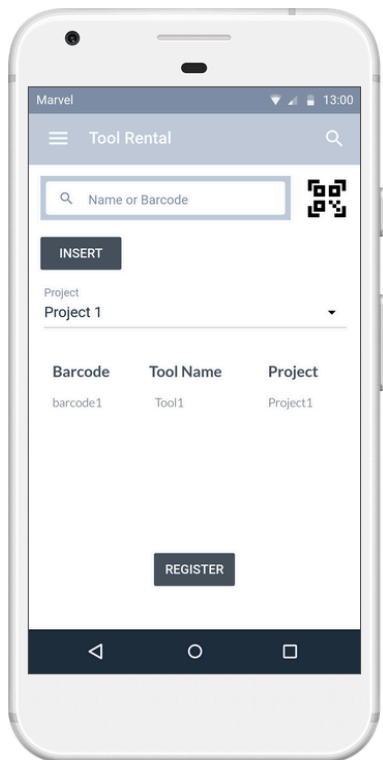 Marvel 13:00
Tool Rental
Name or Barcode
INSERT
Project
Project 1
Barcode Tool Name Project
barcode1 Tool1 Project1
REGISTER